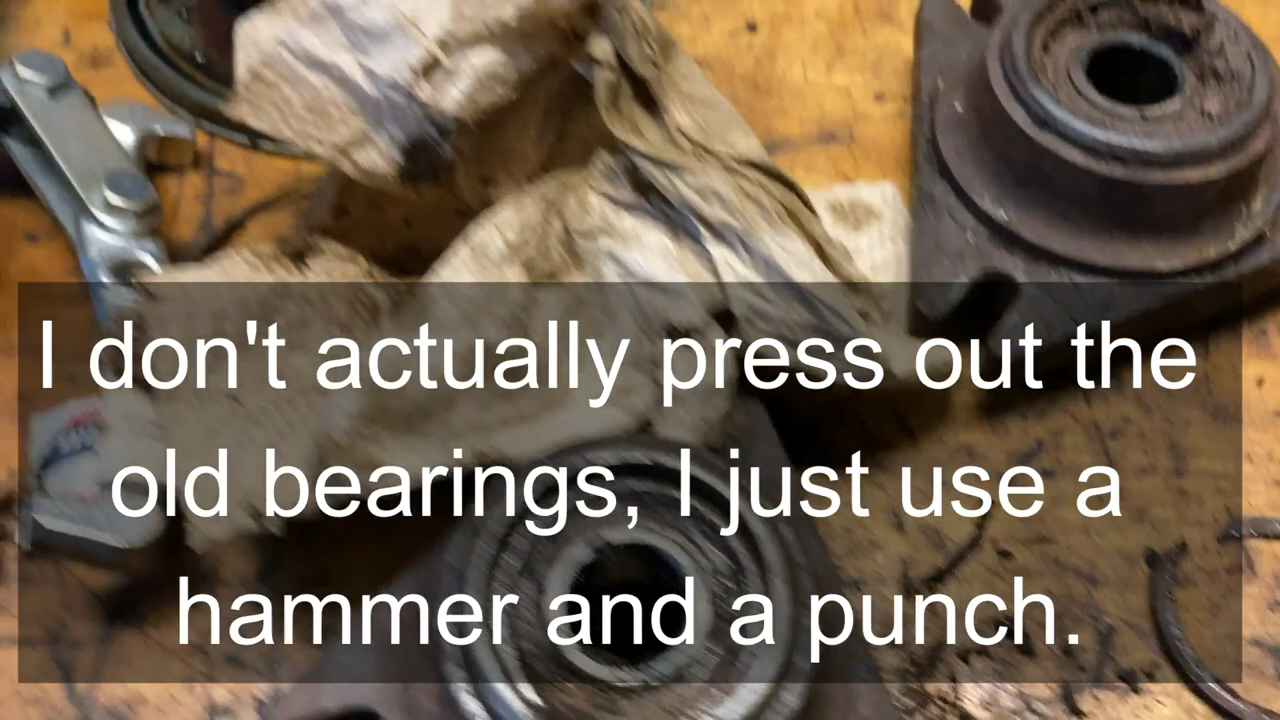 I don't actually press out the
old bearings, I just use a
hammer and a punch.